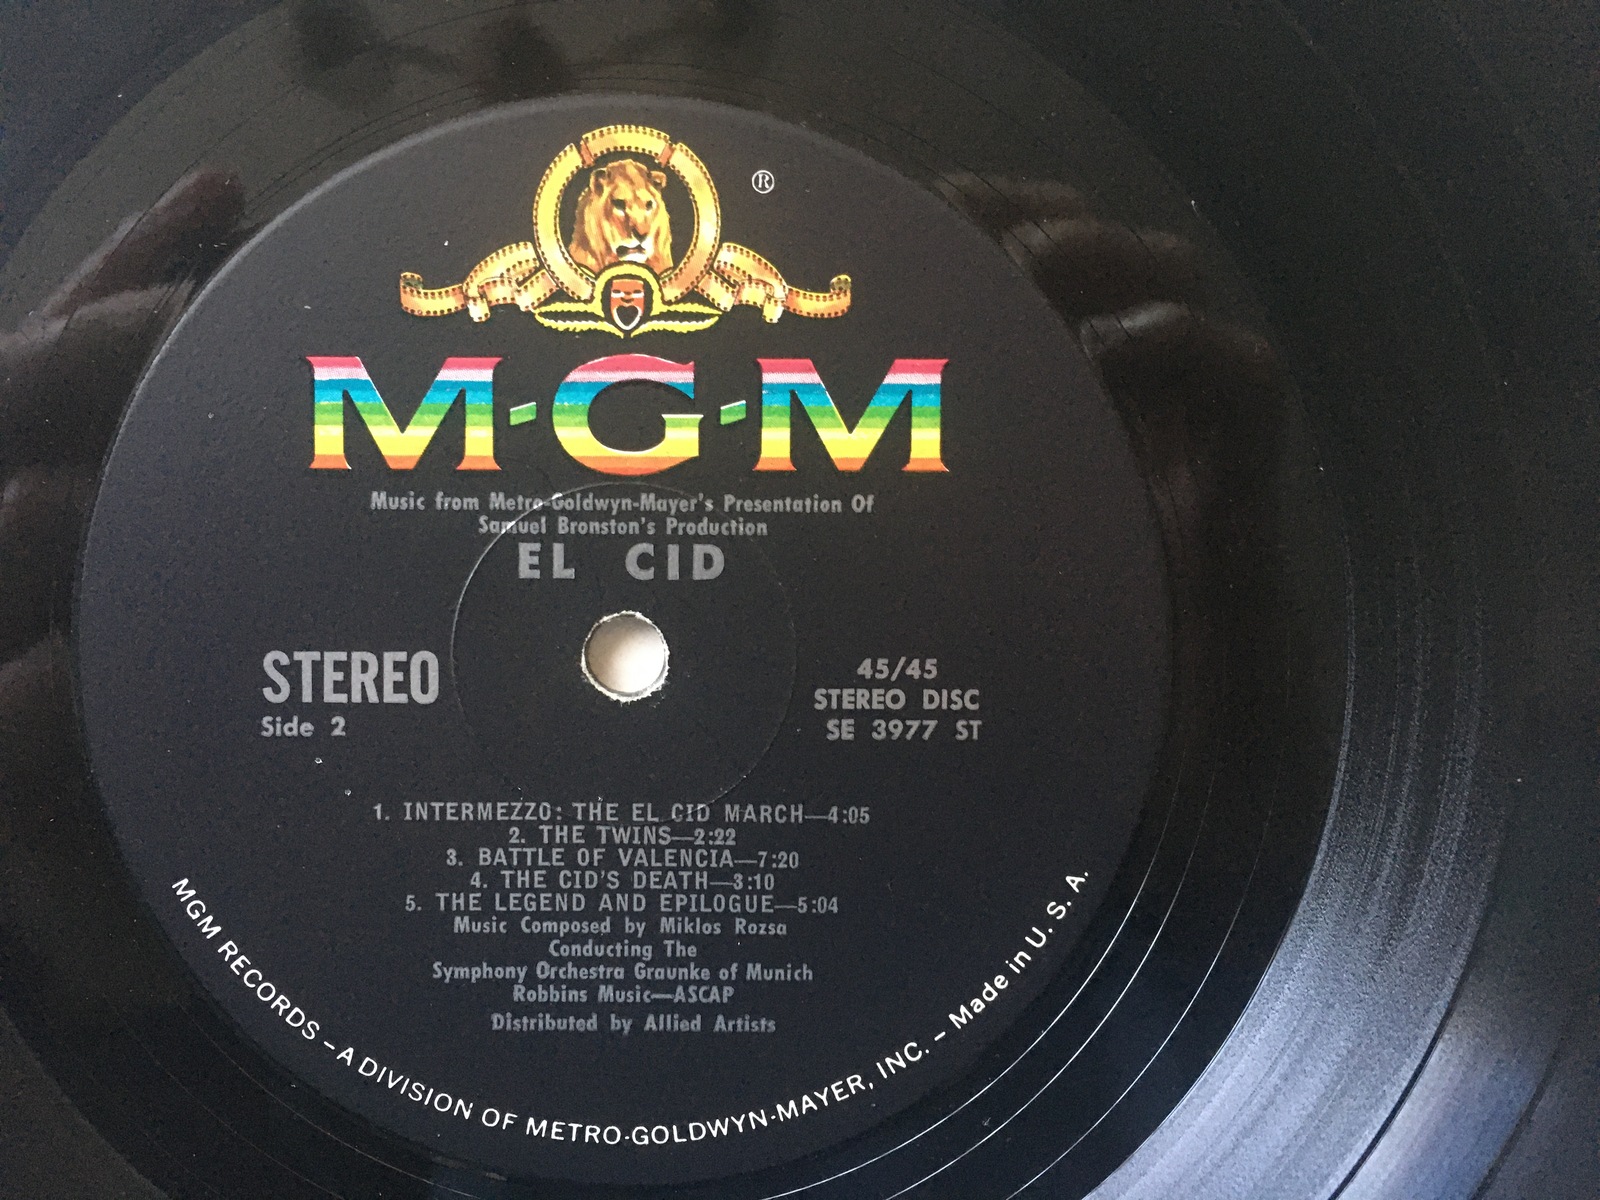 ®
M-G-M
Music from Metro-Goldwyn-Mayer's Presentation Of
Samuel Bronston's Production
EL CID
STEREO
Side 2
45/45
STEREO DISC
SE 3977 ST
1. INTERMEZZO: THE EL CID MARCH—4:05
2. THE TWINS—2:22
3. BATTLE OF VALENCIA—7:20
4. THE CID'S DEATH—3:10
5. THE LEGEND AND EPILOGUE—5:04
Music Composed by Miklos Rozsa
Conducting The
Symphony Orchestra Graunke of Munich
Robbins Music—ASCAP
Distributed by Allied Artists
MGM RECORDS – A DIVISION OF METRO-GOLDWYN-MAYER, INC. – Made in U. S. A.